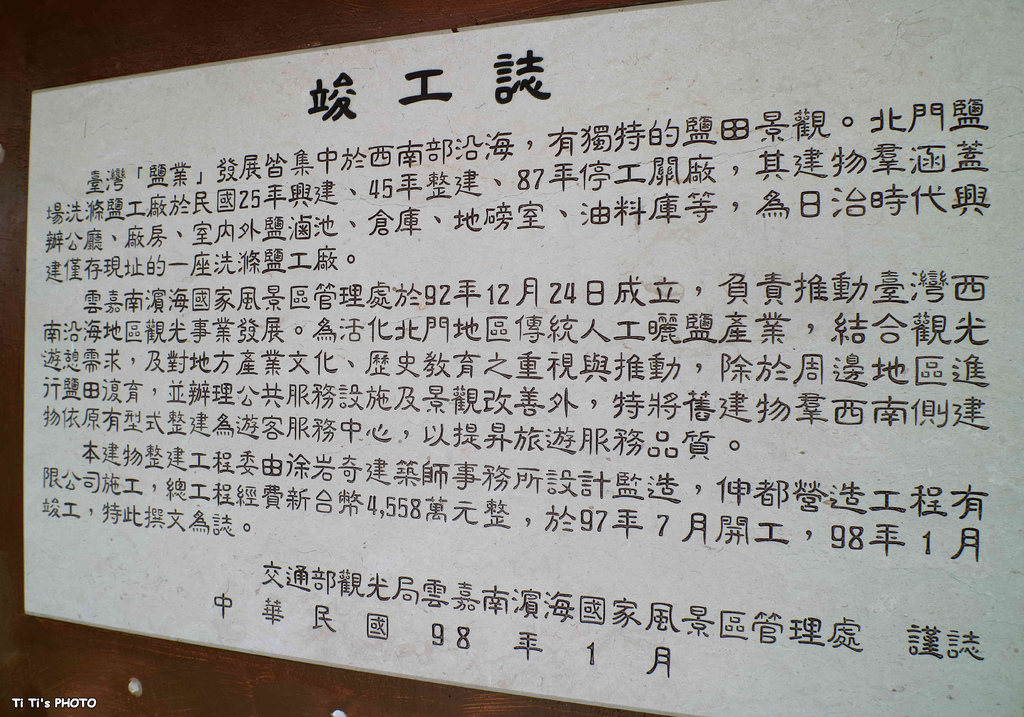 竣工誌
臺灣「鹽業」發展皆集中於西南部沿海，有獨特的鹽田景觀。北門鹽
場洗滌鹽工廠於民國25年興建、45年整建、87年停工關廠，其建物羣涵蓋
辦公廳、廠房、室內外鹽滷池、倉庫、地磅室、油料庫等，為日治時代興
建僅存現址的一座洗滌鹽工廠。
雲嘉南濱海國家風景區管理處於92年12月24日成立，負責推動臺灣西
南沿海地區觀光事業發展。為活化北門地區傳統人工曬鹽產業，結合觀光
遊憩需求，及對地方產業文化、歷史教育之重視與推動，除於周邊地區進
行鹽田復育，並辦理公共服務設施及景觀改善外，特將舊建物羣西南側建
物依原有型式整建為遊客服務中心，以提昇旅遊服務品質。
本建物整建工程委由徐岩奇建築師事務所設計監造，伸都營造工程有
限公司施工，總工程經費新台幣4,558萬元整，於97年7月開工，98年1月
竣工，特此撰文為誌。
交通部觀光局雲嘉南濱海國家風景區管理處 謹誌
中華民國98年1月
Ti Ti's PHOTO